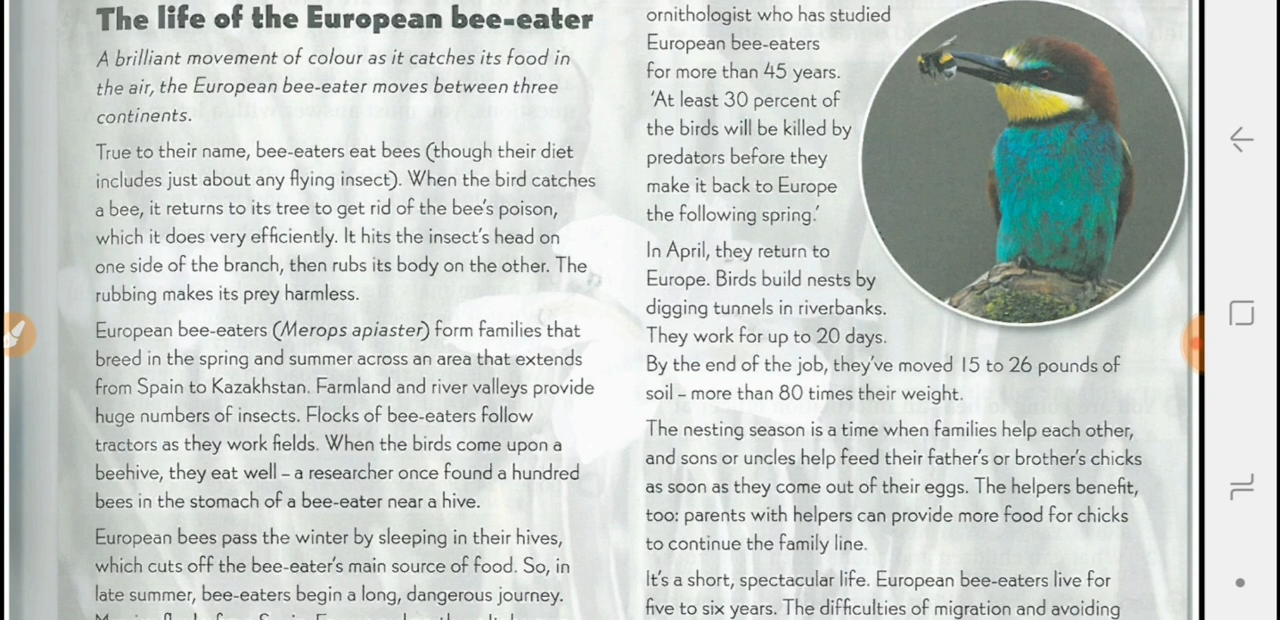 The life of the European bee-eater
A brilliant movement of colour as it catches its food in
the air, the European bee-eater moves between three
continents.
True to their name, bee-eaters eat bees (though their diet
includes just about any flying insect). When the bird catches
a bee, it returns to its tree to get rid of the bee's poison,
which it does very efficiently. It hits the insect's head on
one side of the branch, then rubs its body on the other. The
rubbing makes its prey harmless.
European bee-eaters (Merops apiaster) form families that
breed in the spring and summer across an area that extends
from Spain to Kazakhstan. Farmland and river valleys provide
huge numbers of insects. Flocks of bee-eaters follow
tractors as they work fields. When the birds come upon a
beehive, they eat well – a researcher once found a hundred
bees in the stomach of a bee-eater near a hive.
European bees pass the winter by sleeping in their hives,
which cuts off the bee-eater's main source of food. So, in
late summer, bee-eaters begin a long, dangerous journey.
ornithologist who has studied
European bee-eaters
for more than 45 years.
'At least 30 percent of
the birds will be killed by
predators before they
make it back to Europe
the following spring.'
In April, they return to
Europe. Birds build nests by
digging tunnels in riverbanks.
They work for up to 20 days.
By the end of the job, they've moved 15 to 26 pounds of
soil – more than 80 times their weight.
The nesting season is a time when families help each other,
and sons or uncles help feed their father's or brother's chicks
as soon as they come out of their eggs. The helpers benefit,
too: parents with helpers can provide more food for chicks
to continue the family line.
It's a short, spectacular life. European bee-eaters live for
five to six years. The difficulties of migration and avoiding